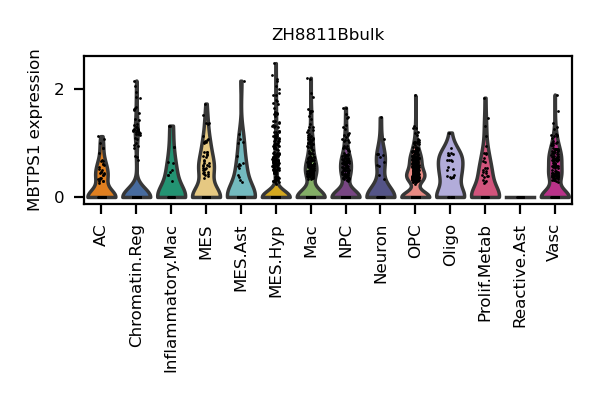 ZH8811Bbulk
MBTPS1 expression
2
0
AC
Chromatin.Reg
Inflammatory.Mac
MES
MES.Ast
MES.Hyp
Mac
NPC
Neuron
OPC
Oligo
Prolif.Metab
Reactive.Ast
Vasc